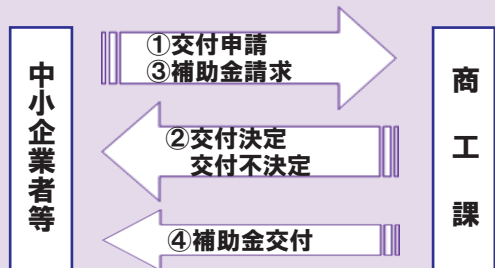 中小企業者等
①交付申請
③補助金請求
②交付決定
交付不決定
④補助金交付
商工課